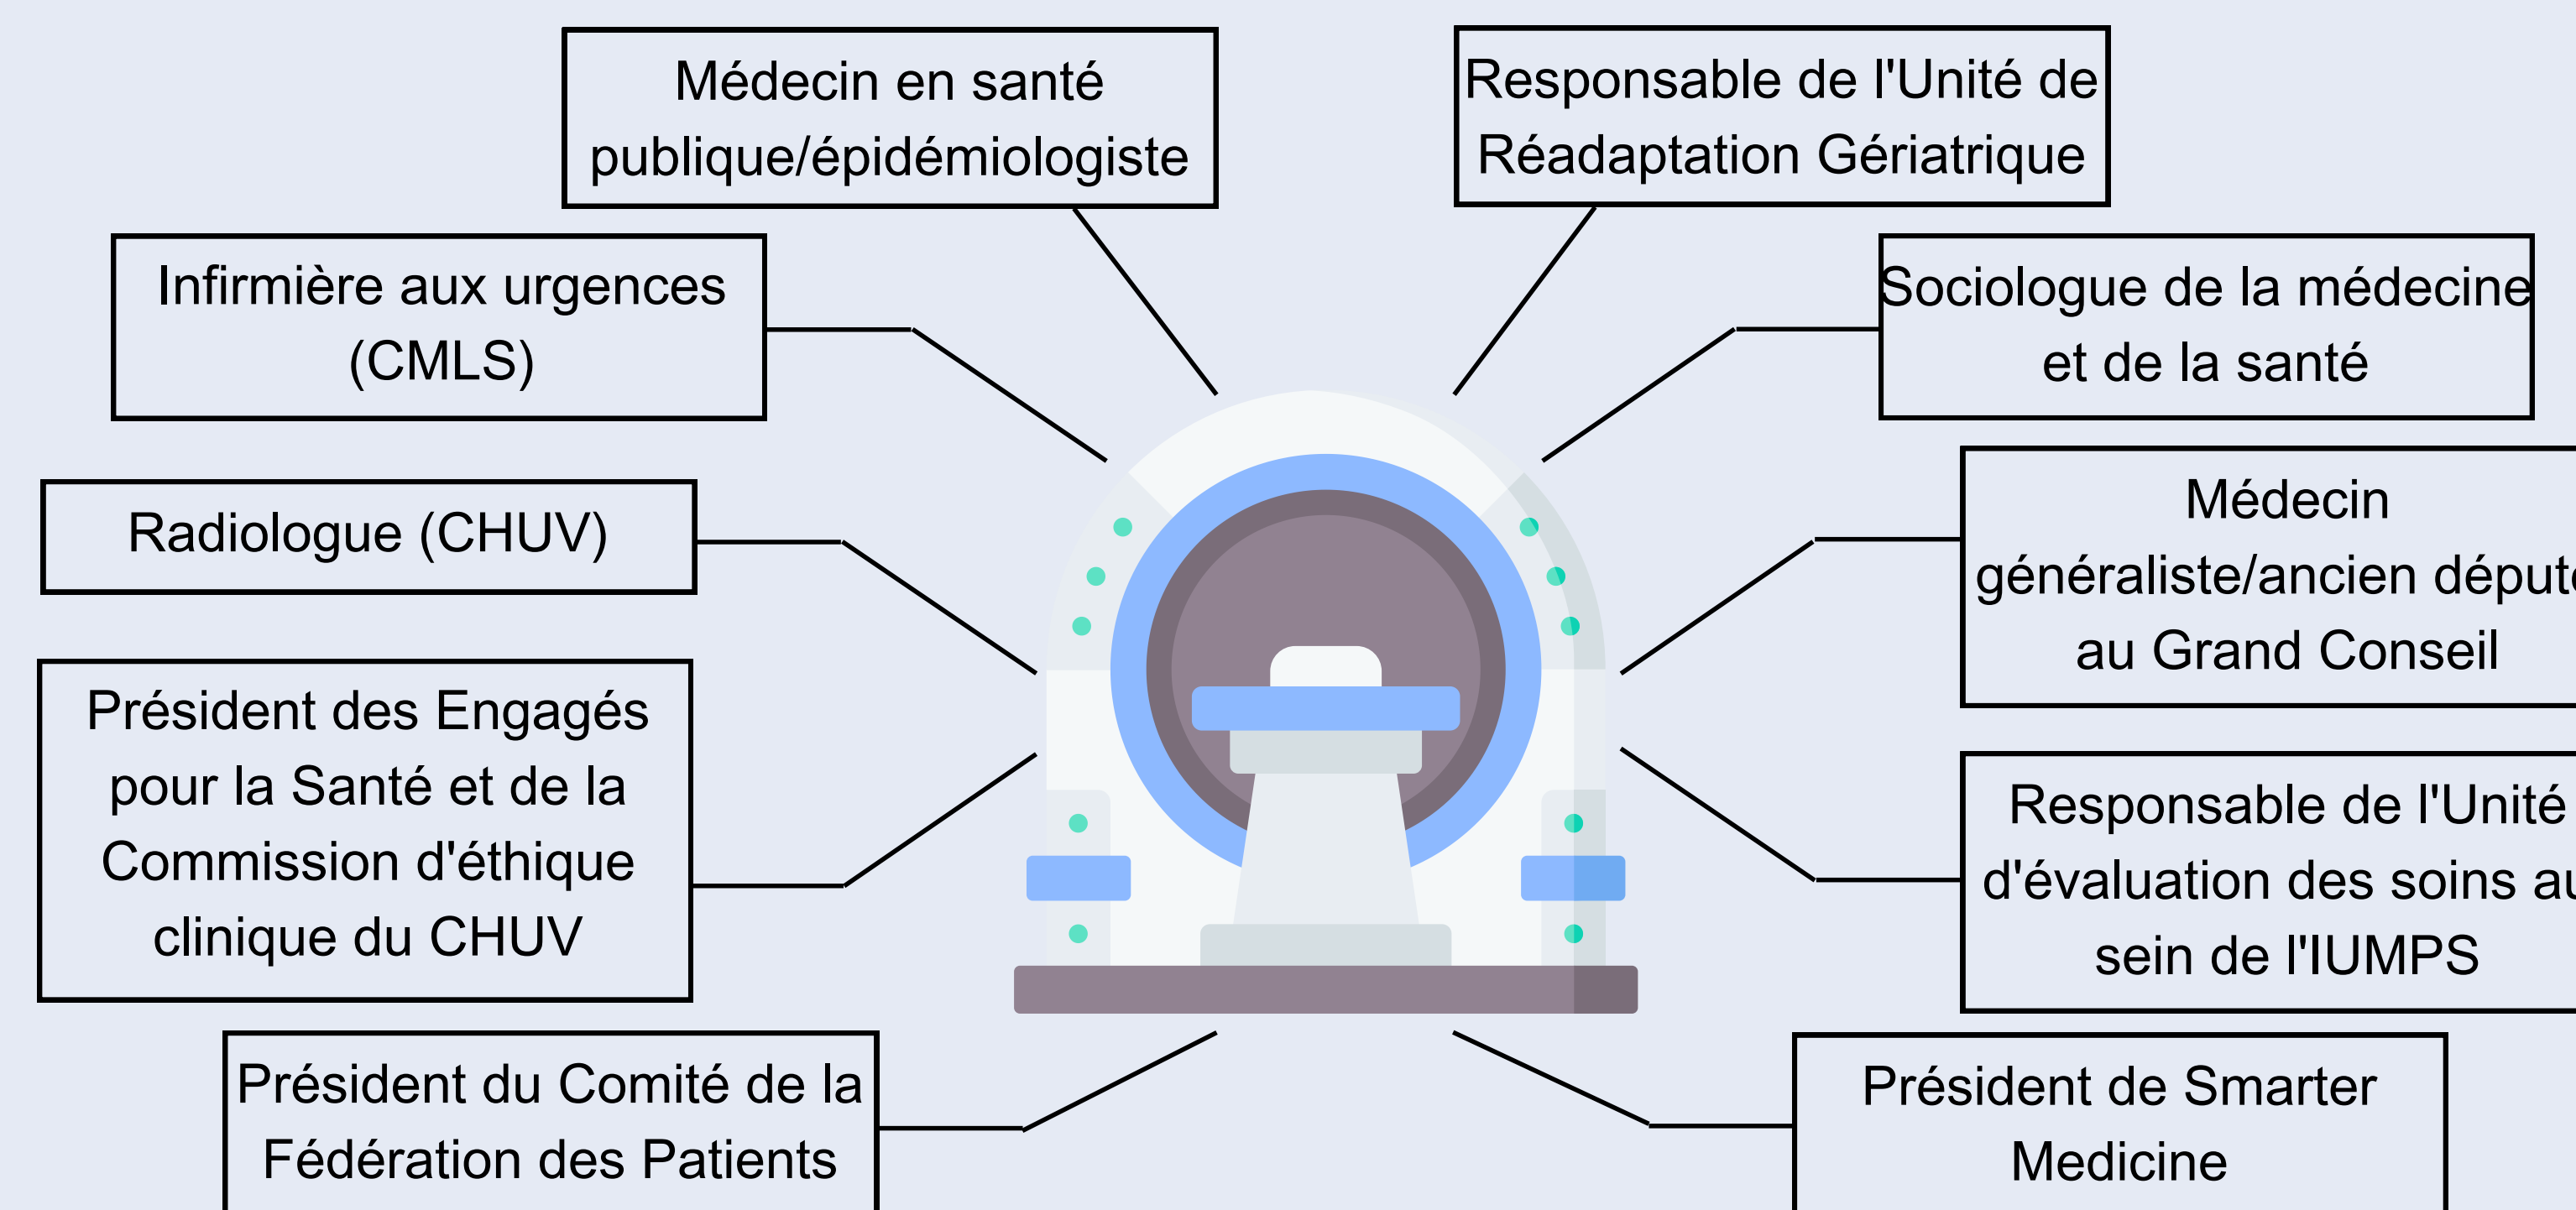 Médecin en santé
publique/épidémiologiste
Responsable de l'Unité de
Réadaptation Gériatrique
Infirmière aux urgences
(CMLS)
Sociologue de la médecine
et de la santé
Radiologue (CHUV)
Médecin
généraliste/ancien député
au Grand Conseil
Président des Engagés
pour la Santé et de la
Commission d'éthique
clinique du CHUV
Responsable de l'Unité
d'évaluation des soins au
sein de l'IUMPS
Président du Comité de la
Fédération des Patients
Président de Smarter
Medicine